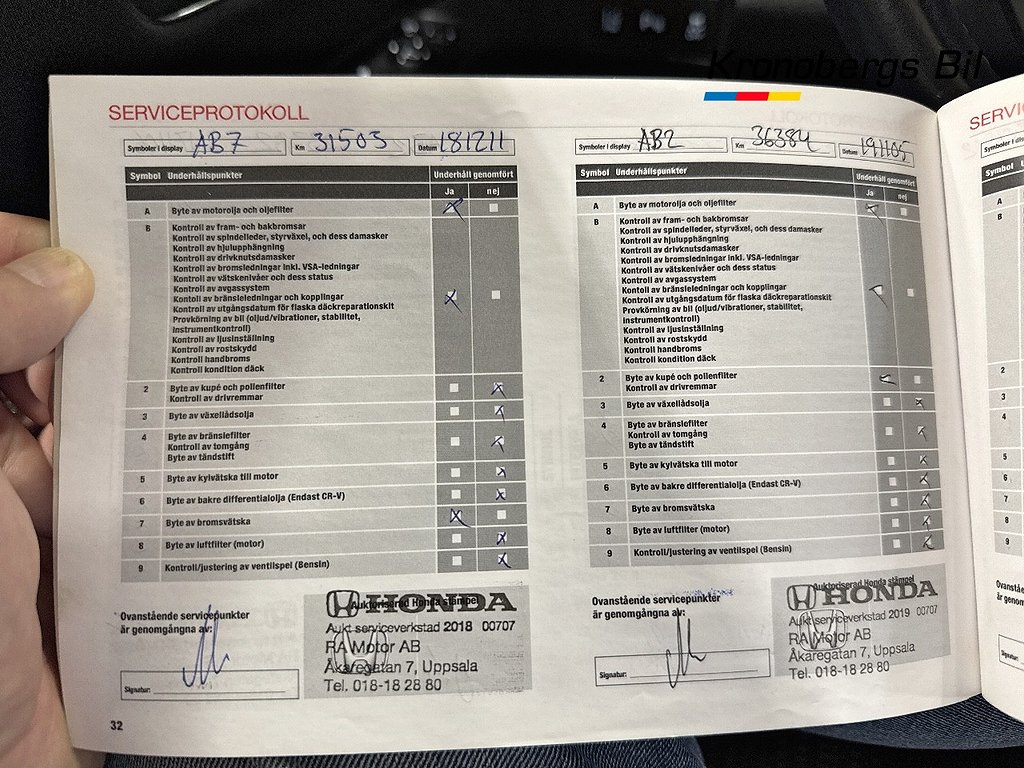 Kronobergs Bil
SERVICEPROTOKOLL
Symboler i display AB7 Km 31503 Datum 181211
Symbol Underhållspunkter Underhåll genomfört
Ja nej
A Byte av motorolja och oljefilter
B Kontroll av fram- och bakbromsar
Kontroll av spindelleder, styrväxel, och dess damasker
Kontroll av hjulupphängning
Kontroll av drivknutsdamasker
Kontroll av bromsledningar inkl. VSA-ledningar
Kontroll av vätskenivåer och dess status
Kontroll av avgassystem
Kontoll av bränsleledningar och kopplingar
Kontroll av utgångsdatum för flaska däckreparationskit
Provkörning av bil (oljud/vibrationer, stabilitet,
instrumentkontroll)
Kontroll av ljusinställning
Kontroll av rostskydd
Kontroll handbroms
Kontroll kondition däck
2 Byte av kupé och pollenfilter
Kontroll av drivremmar
3 Byte av växellådsolja
4 Byte av bränslefilter
Kontroll av tomgång
Byte av tändstift
5 Byte av kylvätska till motor
6 Byte av bakre differentialolja (Endast CR-V)
7 Byte av bromsvätska
8 Byte av luftfilter (motor)
9 Kontroll/justering av ventilspel (Bensin)
Ovanstående servicepunkter
är genomgångna av:
Signatur:
Auktoriserad Honda stämpel
HONDA
Aukt serviceverkstad 2018 00707
RA Motor AB
Åkaregatan 7, Uppsala
Tel. 018-18 28 80
32
Symboler i display AB2 Km 36384 Datum 191105
Symbol Underhållspunkter Underhåll genomfört
Ja nej
A Byte av motorolja och oljefilter
B Kontroll av fram- och bakbromsar
Kontroll av spindelleder, styrväxel, och dess damasker
Kontroll av hjulupphängning
Kontroll av drivknutsdamasker
Kontroll av bromsledningar inkl. VSA-ledningar
Kontroll av vätskenivåer och dess status
Kontroll av avgassystem
Kontoll av bränsleledningar och kopplingar
Kontroll av utgångsdatum för flaska däckreparationskit
Provkörning av bil (oljud/vibrationer, stabilitet,
instrumentkontroll)
Kontroll av ljusinställning
Kontroll av rostskydd
Kontroll handbroms
Kontroll kondition däck
2 Byte av kupé och pollenfilter
Kontroll av drivremmar
3 Byte av växellådsolja
4 Byte av bränslefilter
Kontroll av tomgång
Byte av tändstift
5 Byte av kylvätska till motor
6 Byte av bakre differentialolja (Endast CR-V)
7 Byte av bromsvätska
8 Byte av luftfilter (motor)
9 Kontroll/justering av ventilspel (Bensin)
Ovanstående servicepunkter
är genomgångna av:
Signatur:
Auktoriserad Honda stämpel
HONDA
Aukt serviceverkstad 2019 00707
RA Motor AB
Åkaregatan 7, Uppsala
Tel. 018-18 28 80
Symbol
A
B
2
3
4
5
6
7
8
9